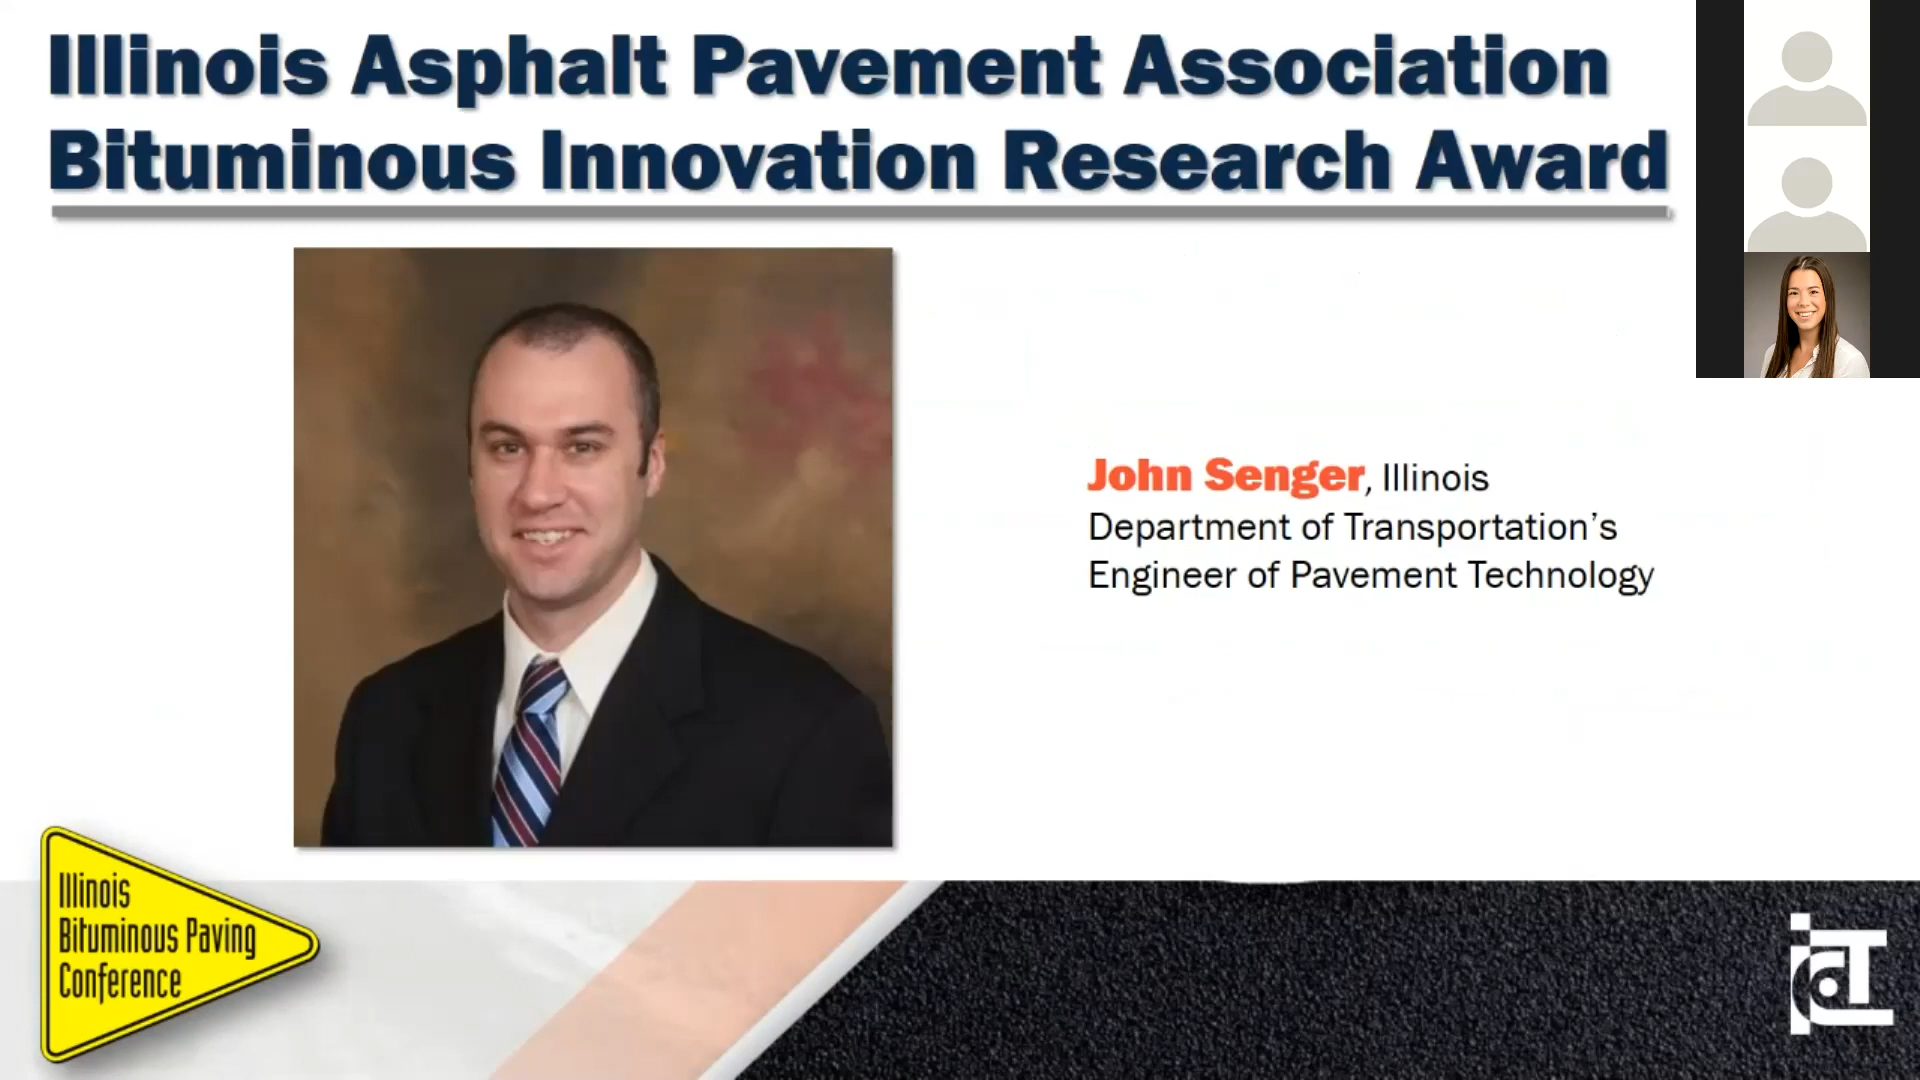 Illinois Asphalt Pavement Association
Bituminous Innovation Research Award
John Senger, Illinois
Department of Transportation’s
Engineer of Pavement Technology
Illinois
Bituminous Paving
Conference
ICT